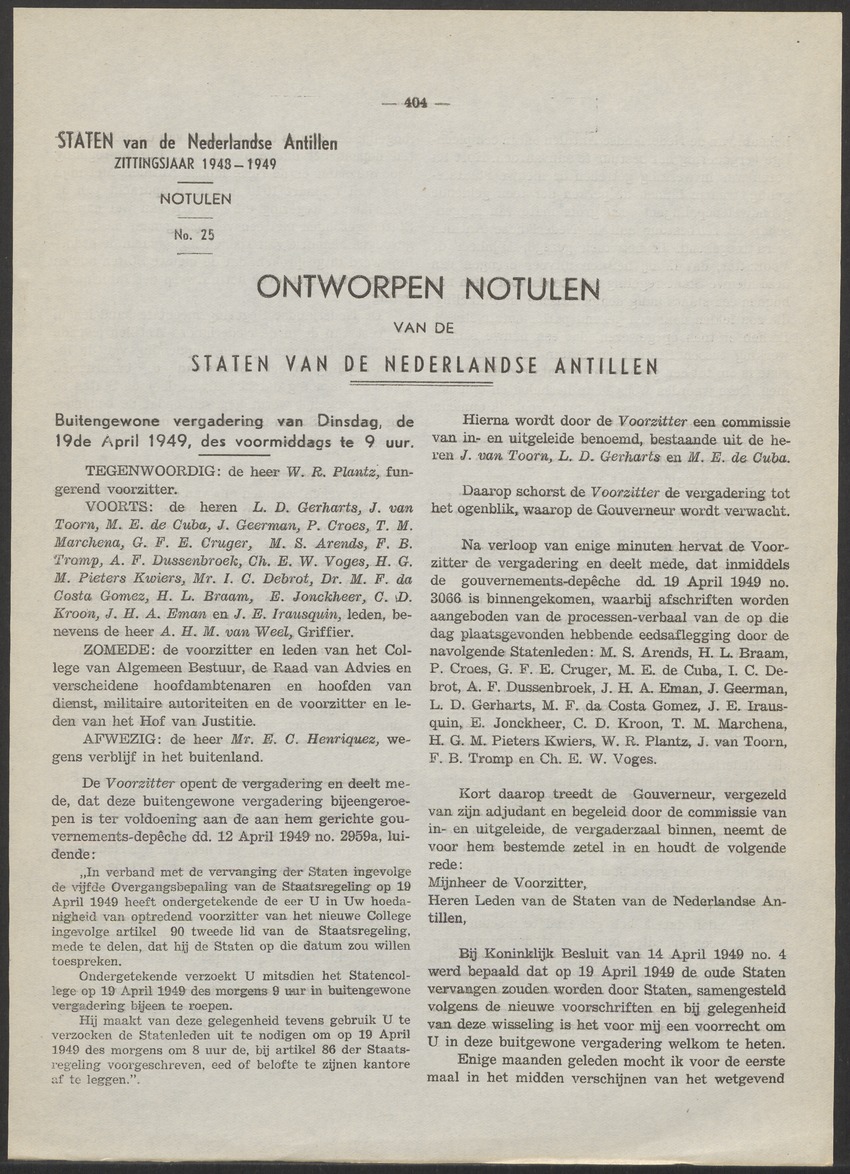 — 404 —
STATEN van de Nederlandse Antillen
ZITTINGSJAAR 1948–1949
NOTULEN
No. 25
ONTWORPEN NOTULEN
VAN DE
STATEN VAN DE NEDERLANDSE ANTILLEN
Buitengewone vergadering van Dinsdag, de
19de April 1949, des voormiddags te 9 uur.
TEGENWOORDIG: de heer W. R. Plantz, fun-
gerend voorzitter.
VOORTS: de heren L. D. Gerharts, J. van
Toorn, M. E. de Cuba, J. Geerman, P. Croes, T. M.
Marchena, G. F. E. Cruger, M. S. Arends, F. B.
Tromp, A. F. Dussenbroek, Ch. E. W. Voges, H. G.
M. Pieters Kwiers, Mr. I. C. Debrot, Dr. M. F. da
Costa Gomez, H. L. Braam, E. Jonckheer, C. D.
Kroon, J. H. A. Eman en J. E. Irausquin, leden, be-
nevens de heer A. H. M. van Weel, Griffier.
ZOMEDE: de voorzitter en leden van het Col-
lege van Algemeen Bestuur, de Raad van Advies en
verscheidene hoofdambtenaren en hoofden van
dienst, militaire autoriteiten en de voorzitter en le-
den van het Hof van Justitie.
AFWEZIG: de heer Mr. E. C. Henriquez, we-
gens verblijf in het buitenland.
De Voorzitter opent de vergadering en deelt me-
de, dat deze buitengewone vergadering bijeengeroe-
pen is ter voldoening aan de aan hem gerichte gou-
vernements-depêche dd. 12 April 1949 no. 2959a, lui-
dende:
„In verband met de vervanging der Staten ingevolge
de vijfde Overgangsbepaling van de Staatsregeling op 19
April 1949 heeft ondergetekende de eer U in Uw hoeda-
nigheid van optredend voorzitter van het nieuwe College
ingevolge artikel 90 tweede lid van de Staatsregeling,
mede te delen, dat hij de Staten op die datum zou willen
toespreken.
Ondergetekende verzoekt U mitsdien het Statencol-
lege op 19 April 1949 des morgens 9 uur in buitengewone
vergadering bijeen te roepen.
Hij maakt van deze gelegenheid tevens gebruik U te
verzoeken de Statenleden uit te nodigen om op 19 April
1949 des morgens om 8 uur de, bij artikel 86 der Staats-
regeling voorgeschreven, eed of belofte te zijnen kantore
af te leggen.”.
Hierna wordt door de Voorzitter een commissie
van in- en uitgeleide benoemd, bestaande uit de he-
ren J. van Toorn, L. D. Gerharts en M. E. de Cuba.
Daarop schorst de Voorzitter de vergadering tot
het ogenblik, waarop de Gouverneur wordt verwacht.
Na verloop van enige minuten hervat de Voor-
zitter de vergadering en deelt mede, dat inmiddels
de gouvernements-depêche dd. 19 April 1949 no.
3066 is binnengekomen, waarbij afschriften worden
aangeboden van de processen-verbaal van de op die
dag plaatsgevonden hebbende eedsaflegging door de
navolgende Statenleden: M. S. Arends, H. L. Braam,
P. Croes, G. F. E. Cruger, M. E. de Cuba, I. C. De-
brot, A. F. Dussenbroek, J. H. A. Eman, J. Geerman,
L. D. Gerharts, M. F. da Costa Gomez, J. E. Iraus-
quin, E. Jonckheer, C. D. Kroon, T. M. Marchena,
H. G. M. Pieters Kwiers, W. R. Plantz, J. van Toorn,
F. B. Tromp en Ch. E. W. Voges.
Kort daarop treedt de Gouverneur, vergezeld
van zijn adjudant en begeleid door de commissie van
in- en uitgeleide, de vergaderzaal binnen, neemt de
voor hem bestemde zetel in en houdt de volgende
rede:
Mijnheer de Voorzitter,
Heren Leden van de Staten van de Nederlandse An-
tillen,
Bij Koninklijk Besluit van 14 April 1949 no. 4
werd bepaald dat op 19 April 1949 de oude Staten
vervangen zouden worden door Staten, samengesteld
volgens de nieuwe voorschriften en bij gelegenheid
van deze wisseling is het voor mij een voorrecht om
U in deze buitgewone vergadering welkom te heten.
Enige maanden geleden mocht ik voor de eerste
maal in het midden verschijnen van het wetgevend